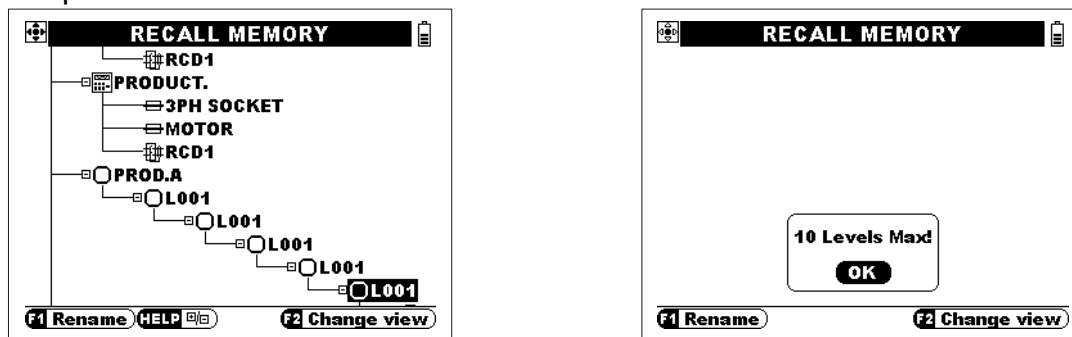 RECALL MEMORY
RCD1
PRODUCT.
3PH SOCKET
MOTOR
RCD1
PROD.A
L001
L001
L001
L001
L001
F1 Rename HELP F2 Change view
RECALL MEMORY
10 Levels Max!
OK
F1 Rename F2 Change view